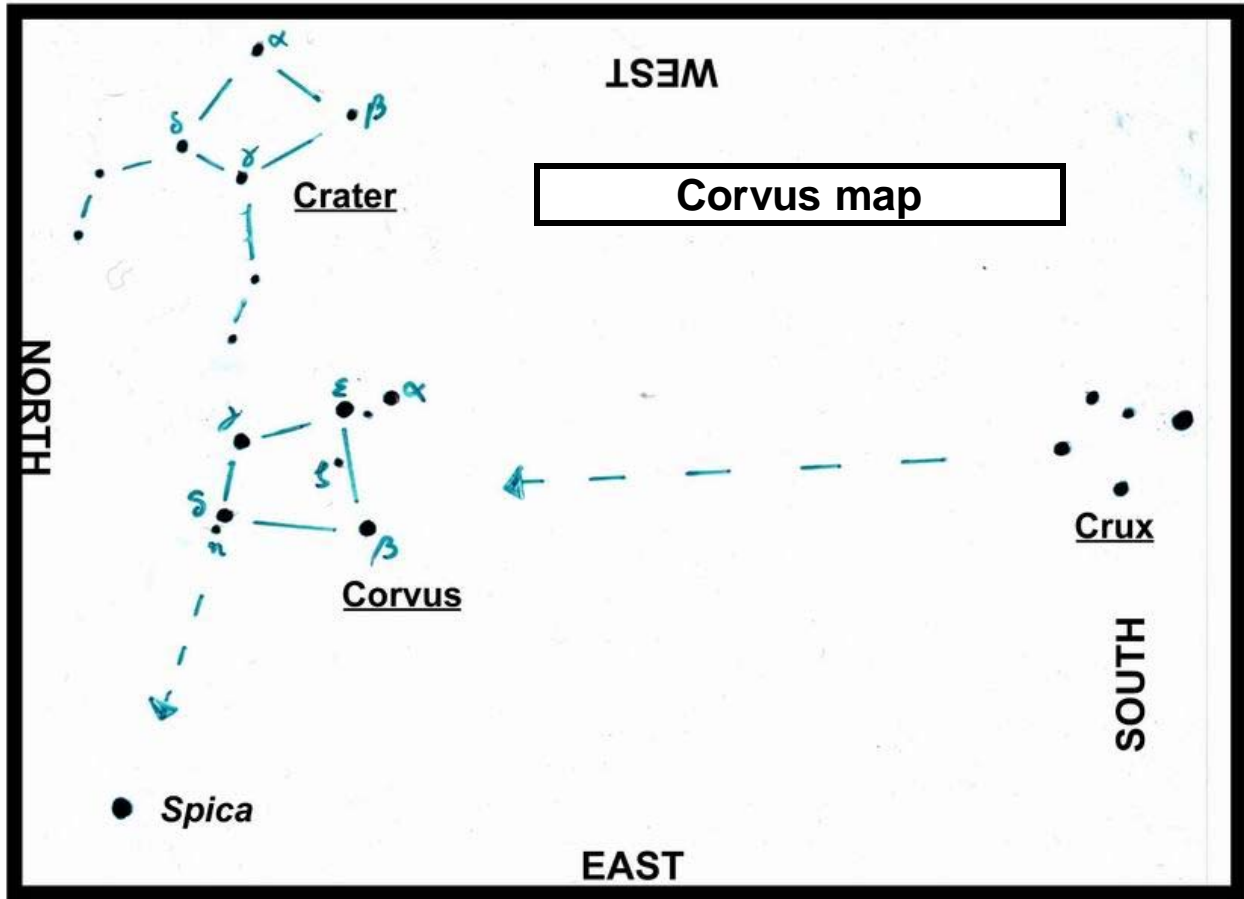 α
WEST
β
δ
γ
Crater
Corvus map
NORTH
ε
α
γ
ζ
δ
η
β
Crux
Corvus
SOUTH
Spica
EAST